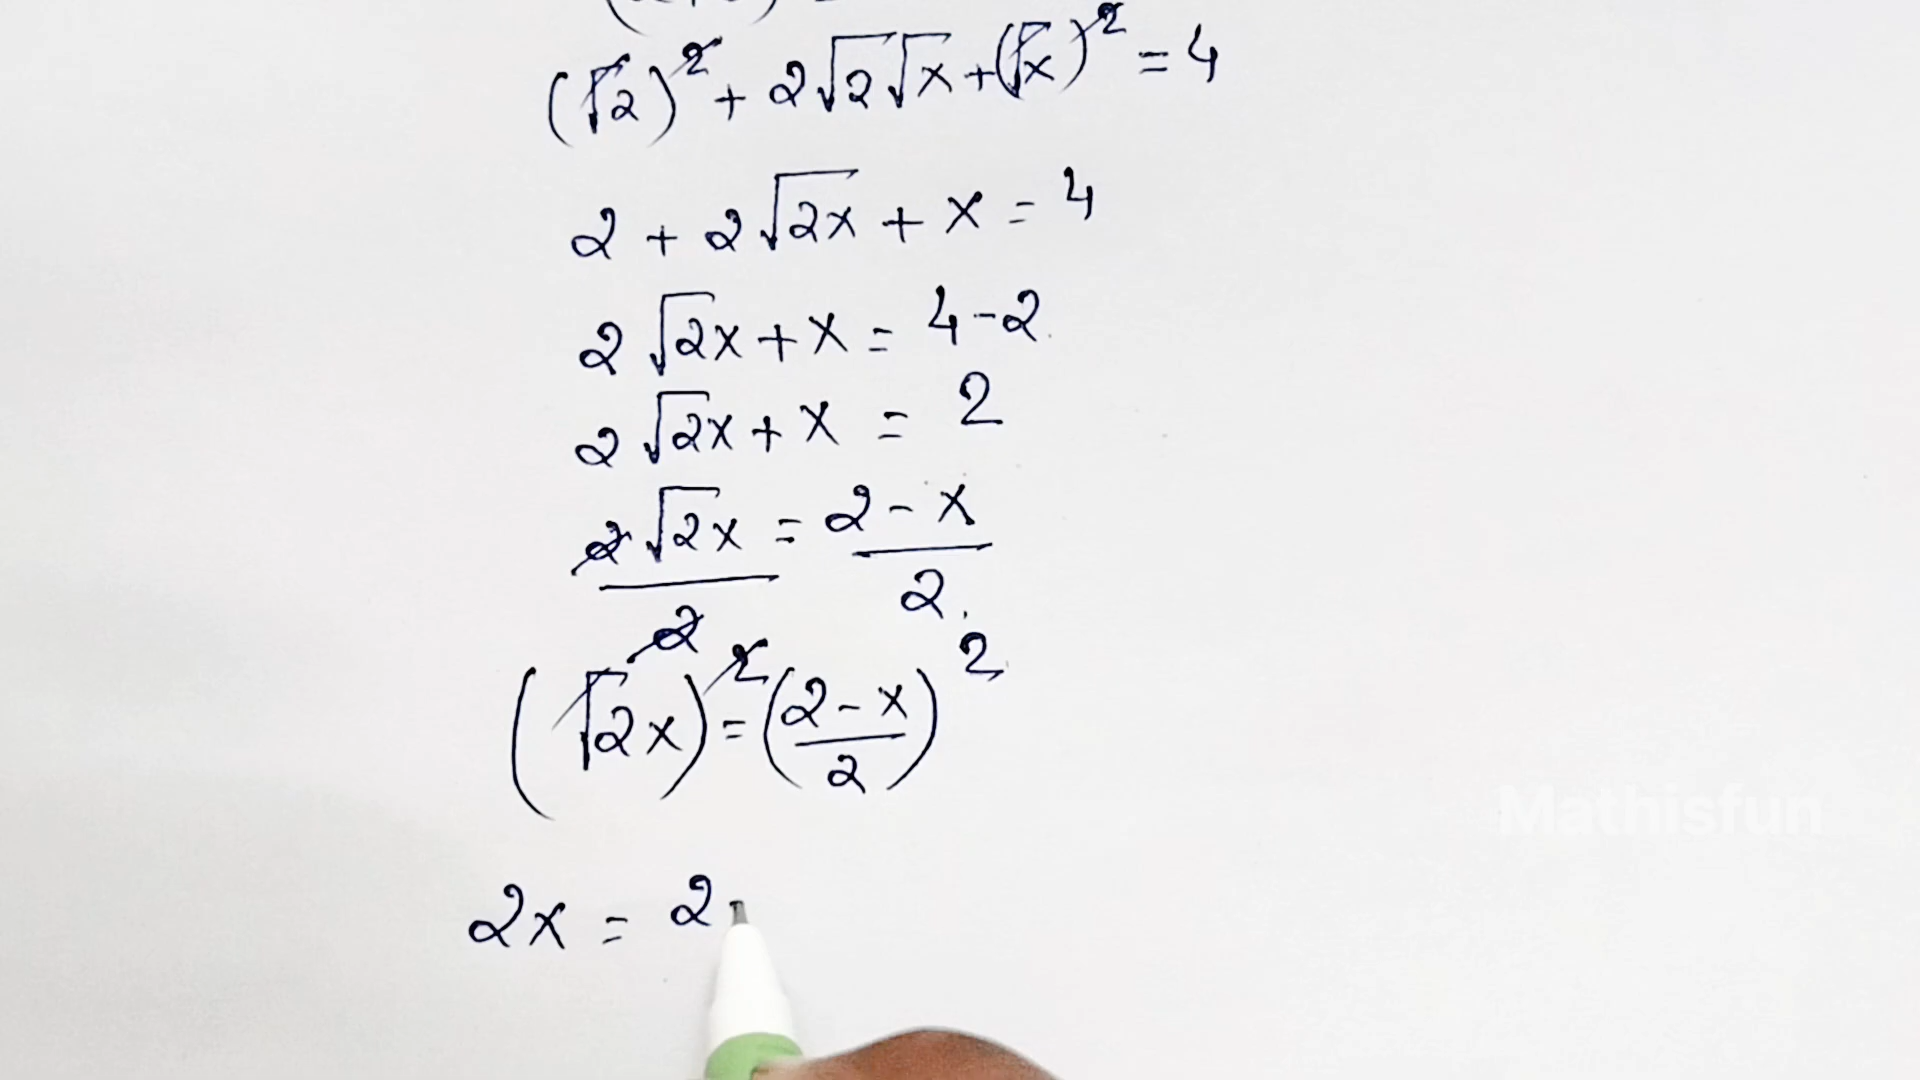 (√2)² + 2√2√x + (√x)² = 4
2 + 2√2x + x = 4
2√2x + x = 4-2
2√2x + x = 2
2√2x/2 = 2-x/2
(√2x)² = (2-x/2)²
Mathisfun
2x = 2